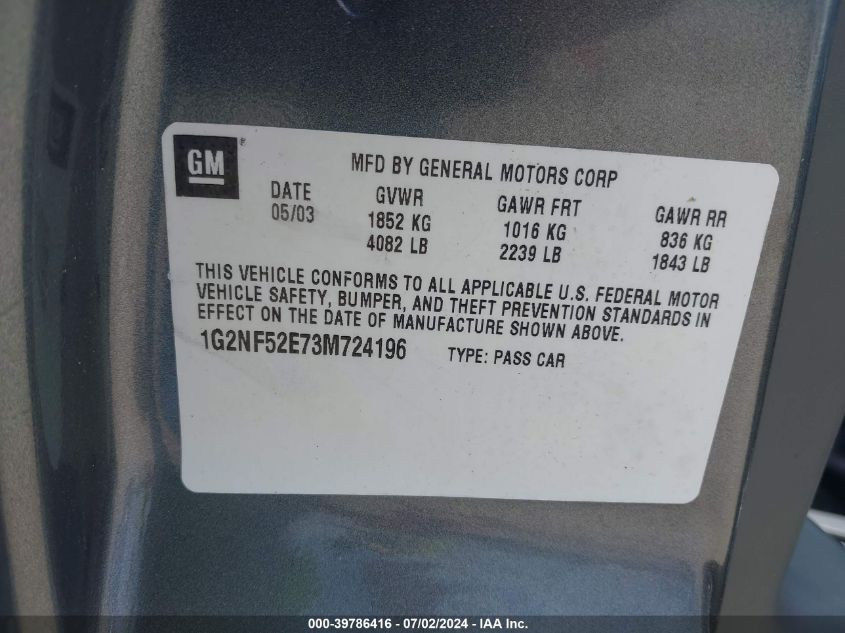 GM®
MFD BY GENERAL MOTORS CORP
DATE GVWR GAWR FRT GAWR RR
05/03 1852 KG 1016 KG 836 KG
4082 LB 2239 LB 1843 LB
THIS VEHICLE CONFORMS TO ALL APPLICABLE U.S. FEDERAL MOTOR
VEHICLE SAFETY, BUMPER, AND THEFT PREVENTION STANDARDS IN
EFFECT ON THE DATE OF MANUFACTURE SHOWN ABOVE.
1G2NF52E73M724196 TYPE: PASS CAR
000-39786416 - 07/02/2024 - IAA Inc.